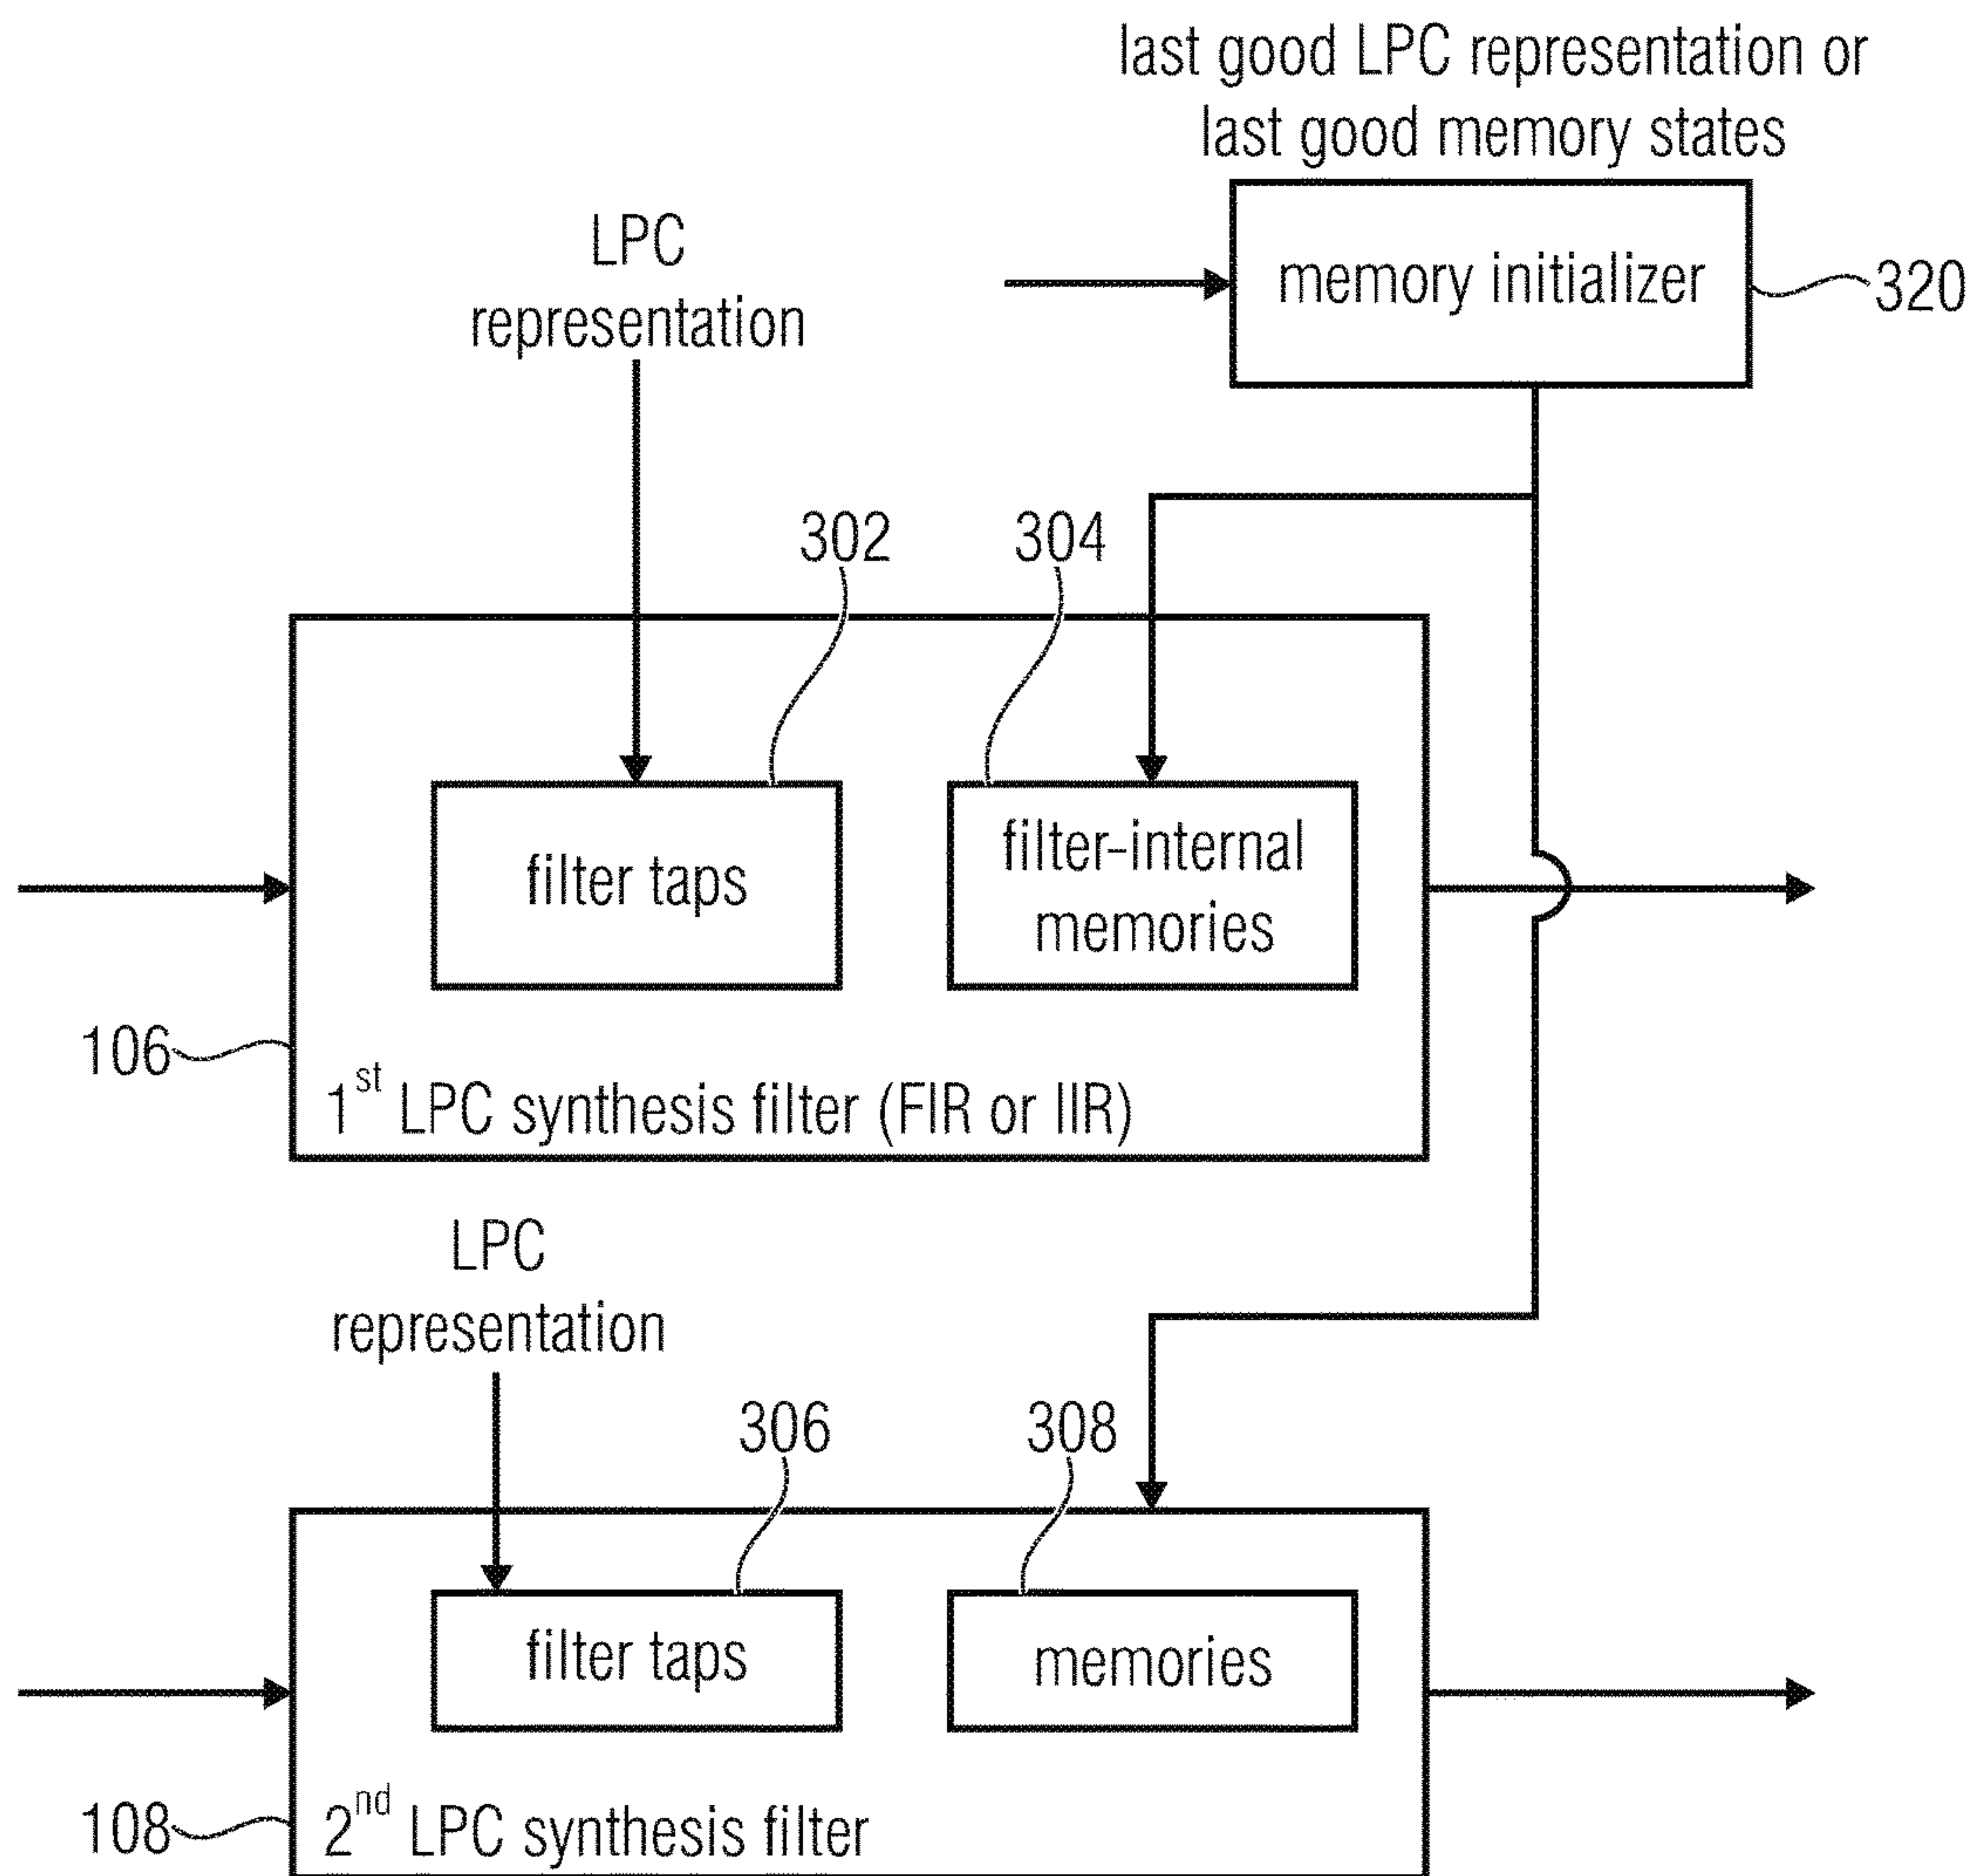 last good LPC representation or
last good memory states
memory initializer
320
LPC
representation
302
304
filter taps
filter-internal
memories
106
1st LPC synthesis filter (FIR or IIR)
LPC
representation
306
308
filter taps
memories
108
2nd LPC synthesis filter